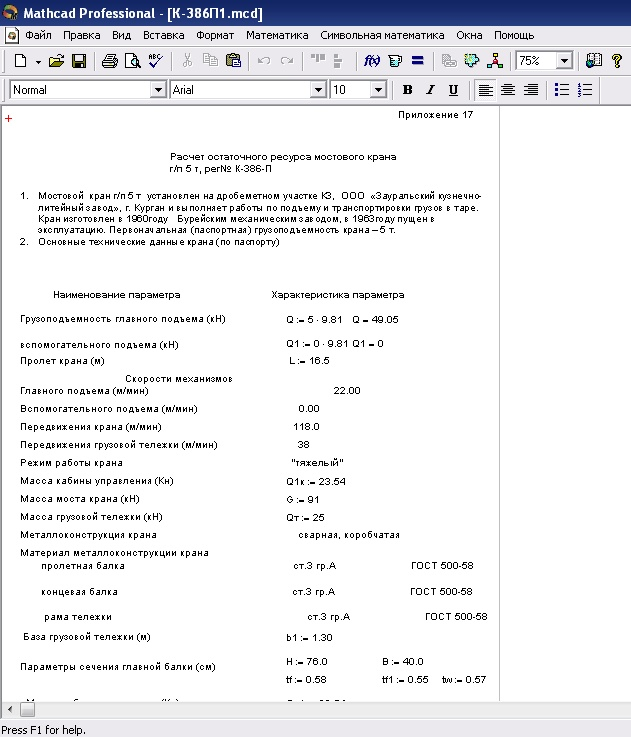 Mathcad Professional - [К-386П1.mcd]
Файл Правка Вид Вставка Формат Математика Символьная математика Окна Помощь
75%
Normal Arial 10 B I U
Приложение 17
Расчет остаточного ресурса мостового крана
г/п 5 т, рег№ К-386-П
1. Мостовой кран г/п 5 т установлен на дробеметном участке КЗ, ООО «Зауральский кузнечно-
литейный завод», г. Курган и выполняет работы по подъему и транспортировки грузов в таре.
Кран изготовлен в 1960году Бурейским механическим заводом, в 1963году пущен в
эксплуатацию. Первоначальная (паспортная) грузоподъемность крана – 5 т.
2. Основные технические данные крана (по паспорту)
Наименование параметра Характеристика параметра
Грузоподъемность главного подъема (кН) Q := 5 · 9.81 Q = 49.05
вспомогательного подъема (кН) Q1 := 0 · 9.81 Q1 = 0
Пролет крана (м) L := 16.5
Скорости механизмов
Главного подъема (м/мин) 22.00
Вспомогательного подъема (м/мин) 0.00
Передвижения крана (м/мин) 118.0
Передвижения грузовой тележки (м/мин) 38
Режим работы крана "тяжелый"
Масса кабины управления (Кн) Q1к := 23.54
Масса моста крана (кН) G := 91
Масса грузовой тележки (кН) Qт := 25
Металлоконструкция крана сварная, коробчатая
Материал металлоконструкции крана
пролетная балка ст.3 гр.А ГОСТ 500-58
концевая балка ст.3 гр.А ГОСТ 500-58
рама тележки ст.3 гр.А ГОСТ 500-58
База грузовой тележки (м) b1 := 1.30
Параметры сечения главной балки (см) H := 76.0 B := 40.0
tf := 0.58 tf1 := 0.55 tw := 0.57
Press F1 for help.